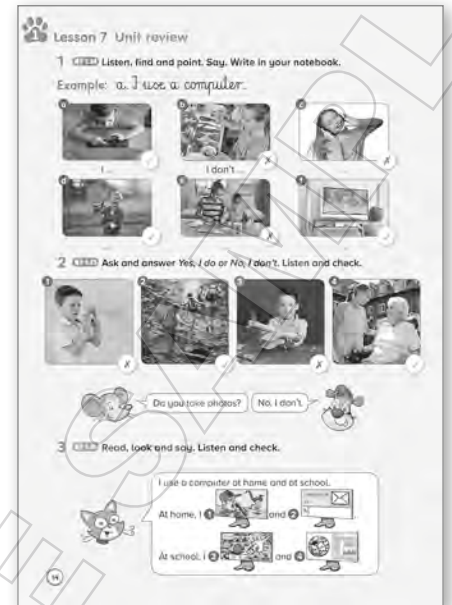 1 Lesson 7 Unit review
1 Listen, find and point. Say. Write in your notebook.
Example: a. I use a computer.
a
b
c
I ...
I don't ...
...
d
e
f
...
2 Ask and answer Yes, I do or No, I don't. Listen and check.
1
2
3
4
Do you take photos?
No, I don't.
3 Read, look and say. Listen and check.
I use a computer at home and at school.
At home, I 1 and 2
At school, I 3 and 4
14
SAMPL